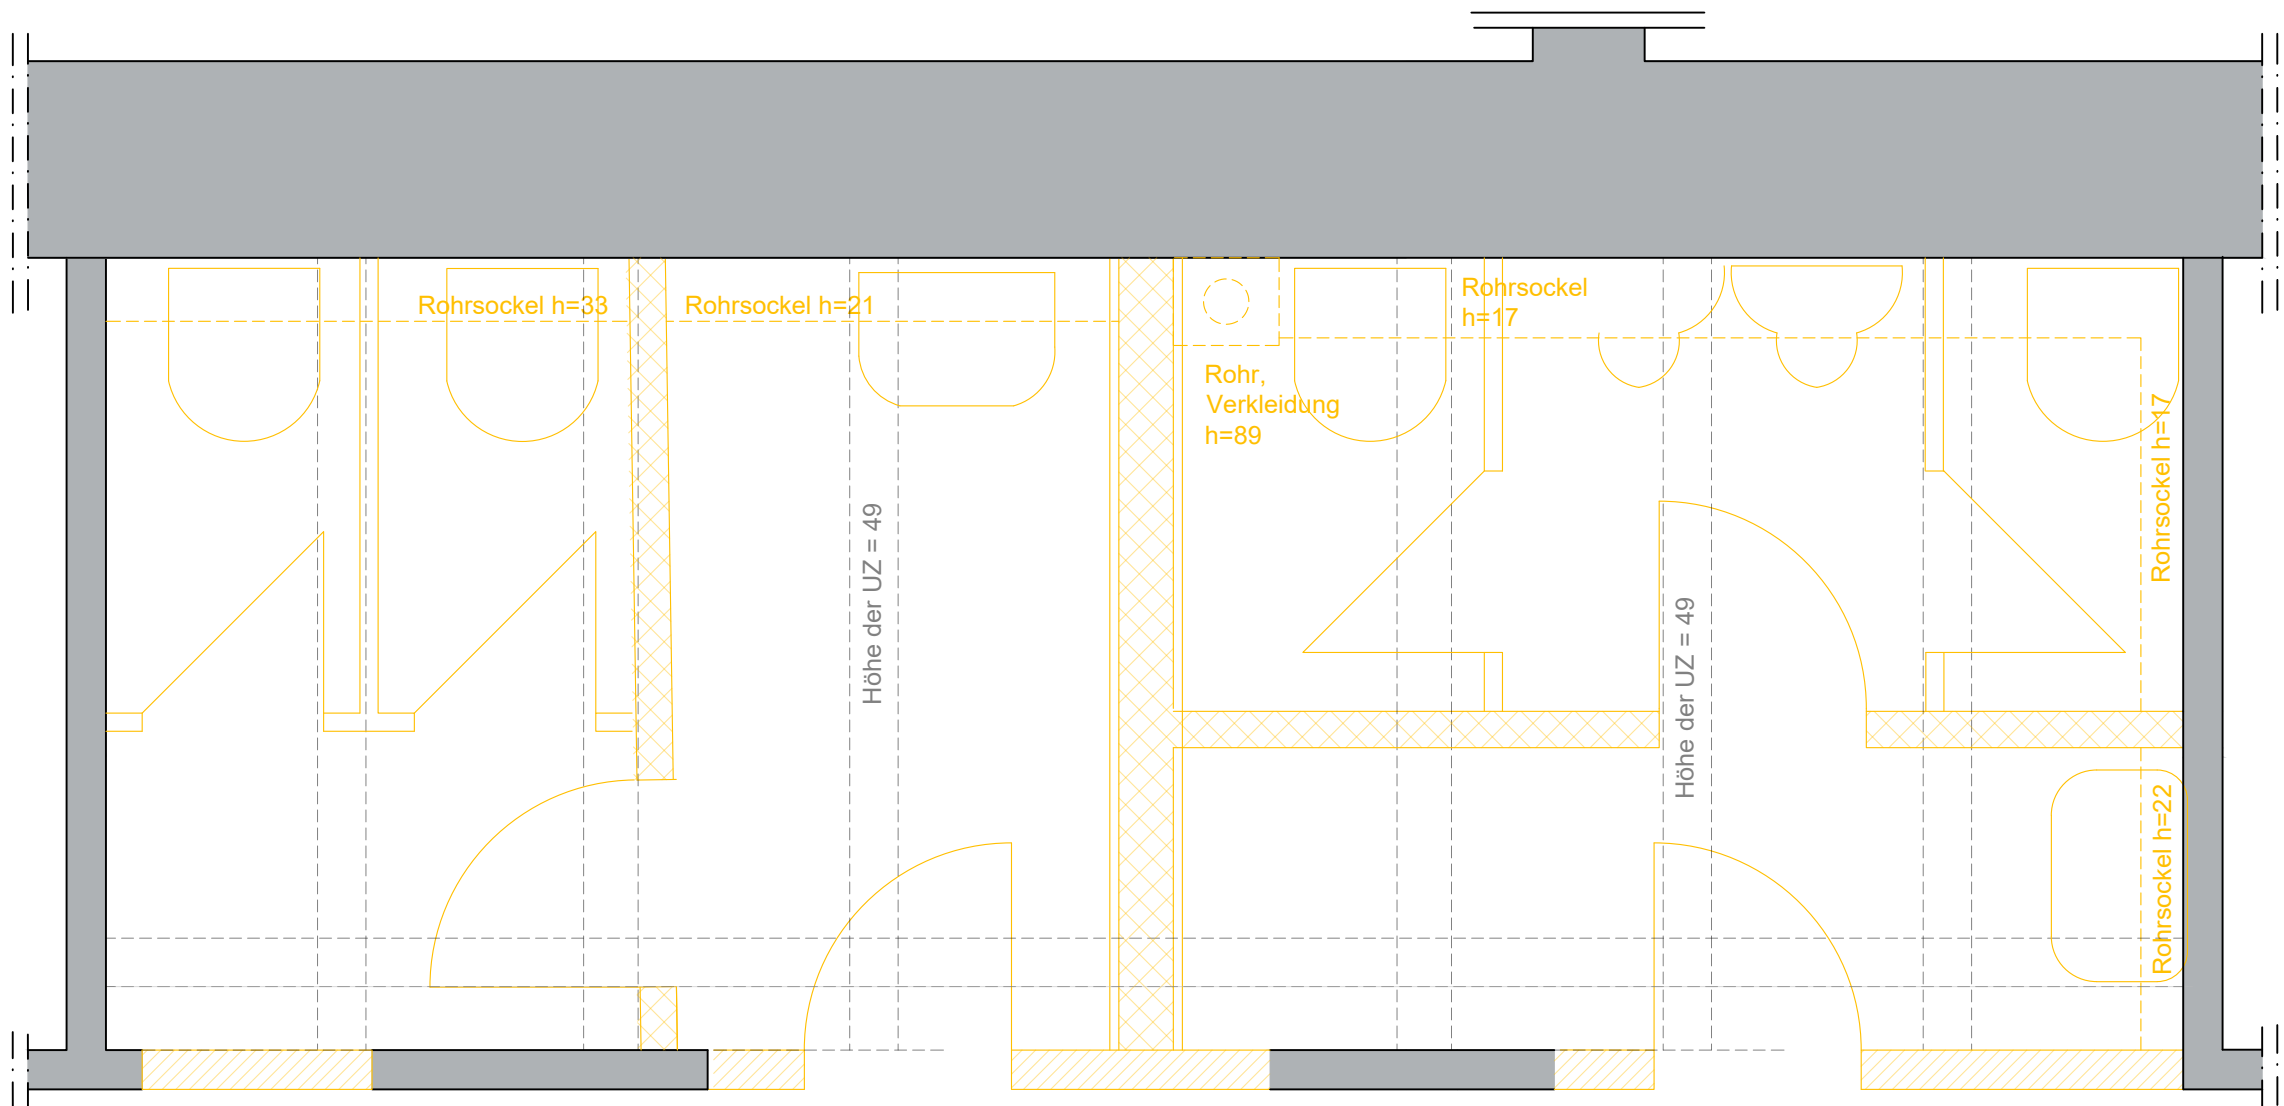 Rohrsockel h=33
Rohrsockel h=21
Rohrsockel
h=17
Rohr,
Verkleidung
h=89
Rohrsockel h=17
Höhe der UZ = 49
Höhe der UZ = 49
Rohrsockel h=22